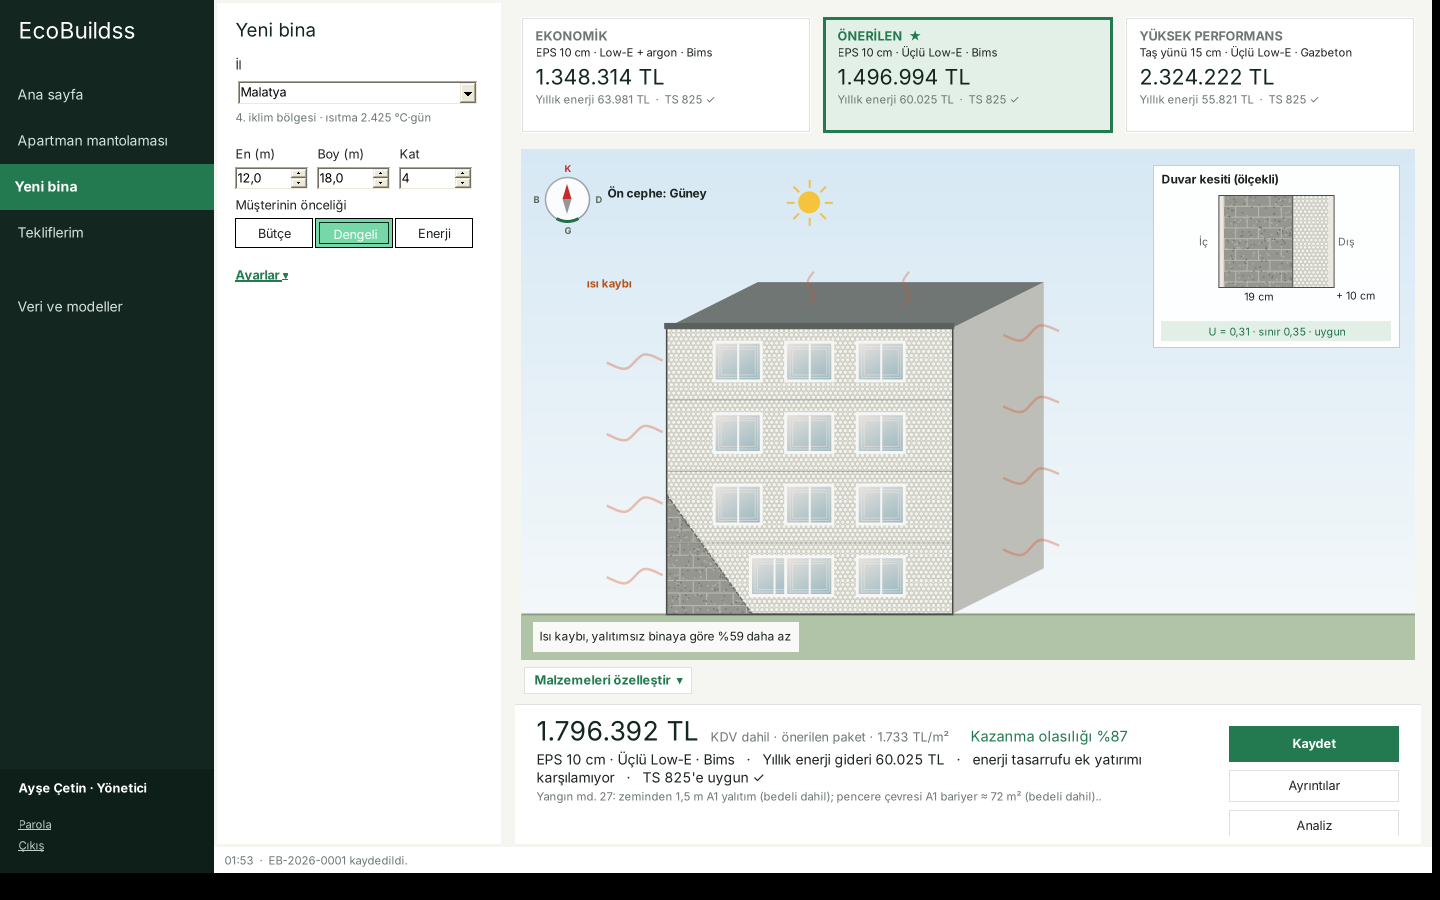 EcoBuildss
Ana sayfa
Apartman mantolaması
Yeni bina
Tekliflerim
Veri ve modeller
Ayşe Çetin · Yönetici
Parola
Çıkış
Yeni bina
İl
Malatya
4. iklim bölgesi · ısıtma 2.425 °C·gün
En (m) Boy (m) Kat
12,0 18,0 4
Müşterinin önceliği
Bütçe Dengeli Enerji
Ayarlar ▾
EKONOMİK
EPS 10 cm · Low-E + argon · Bims
1.348.314 TL
Yıllık enerji 63.981 TL · TS 825 ✓
ÖNERİLEN ★
EPS 10 cm · Üçlü Low-E · Bims
1.496.994 TL
Yıllık enerji 60.025 TL · TS 825 ✓
YÜKSEK PERFORMANS
Taş yünü 15 cm · Üçlü Low-E · Gazbeton
2.324.222 TL
Yıllık enerji 55.821 TL · TS 825 ✓
K
B D
G
Ön cephe: Güney
ısı kaybı
Duvar kesiti (ölçekli)
İç Dış
19 cm + 10 cm
U = 0,31 · sınır 0,35 · uygun
Isı kaybı, yalıtımsız binaya göre %59 daha az
Malzemeleri özelleştir ▾
1.796.392 TL KDV dahil · önerilen paket · 1.733 TL/m² Kazanma olasılığı %87
EPS 10 cm · Üçlü Low-E · Bims · Yıllık enerji gideri 60.025 TL · enerji tasarrufu ek yatırımı
karşılamıyor · TS 825'e uygun ✓
Yangın md. 27: zeminden 1,5 m A1 yalıtım (bedeli dahil); pencere çevresi A1 bariyer ≈ 72 m² (bedeli dahil)..
Kaydet
Ayrıntılar
Analiz
01:53 · EB-2026-0001 kaydedildi.